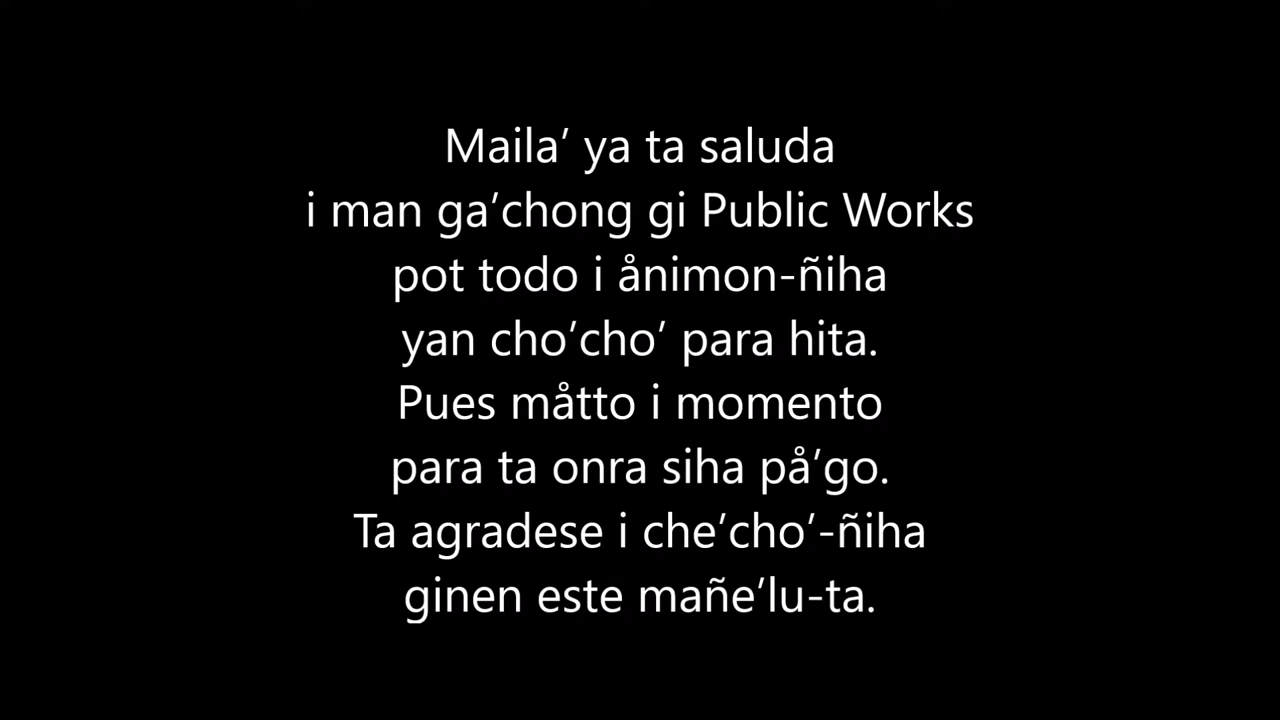 Maila’ ya ta saluda
i man ga’chong gi Public Works
pot todo i ånimon-ñiha
yan cho’cho’ para hita.
Pues måtto i momento
para ta onra siha på’go.
Ta agradese i che’cho’-ñiha
ginen este mañe’lu-ta.